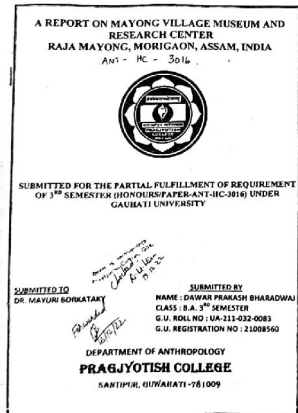 A REPORT ON MAYONG VILLAGE MUSEUM AND
RESEARCH CENTER
RAJA MAYONG, MORIGAON, ASSAM, INDIA
ANT - HC - 3016
PRAGJYOTISH
COLLEGE
SUBMITTED FOR THE PARTIAL FULFILLMENT OF REQUIREMENT
OF 3RD SEMESTER (HONOURS/PAPER-ANT-HC-3016) UNDER
GAUHATI UNIVERSITY
SUBMITTED TO
DR. MAYURI BORKATAKY
Forwarded
SUBMITTED BY
NAME : DAWAR PRAKASH BHARADWAJ
CLASS : B.A. 3RD SEMESTER
G.U. ROLL NO : UA-211-032-0083
G.U. REGISTRATION NO : 21008560
DEPARTMENT OF ANTHROPOLOGY
PRAGJYOTISH COLLEGE
SANTIPUR, GUWAHATI -781009